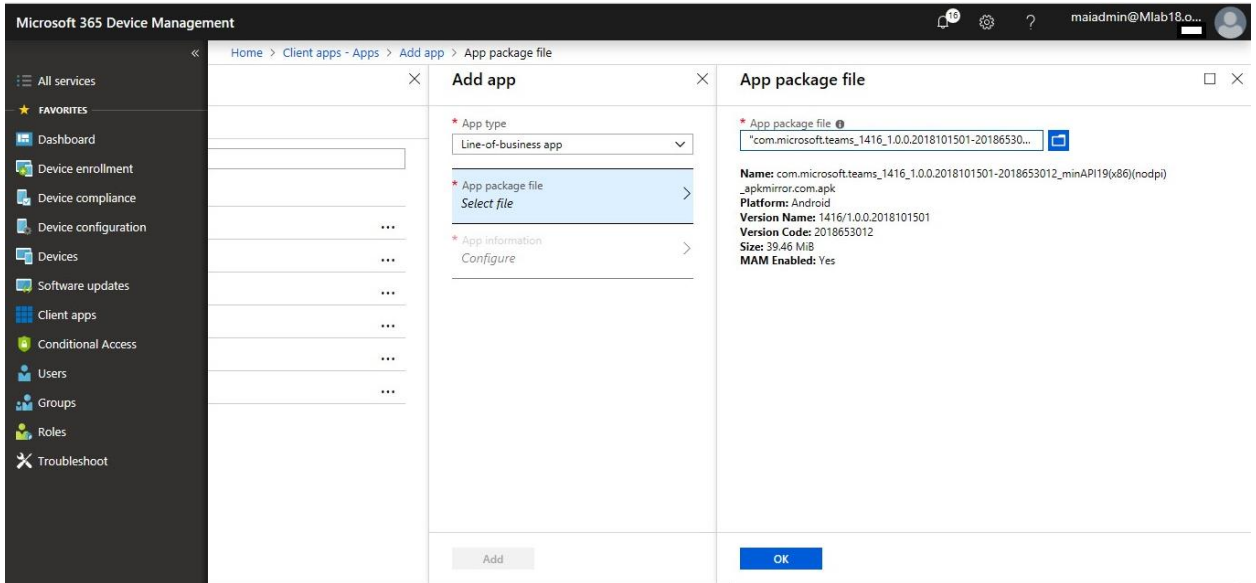 Microsoft 365 Device Management
16
?
maiadmin@Mlab18.o...
«
Home > Client apps - Apps > Add app > App package file
All services
FAVORITES
Dashboard
Device enrollment
Device compliance
Device configuration
Devices
Software updates
Client apps
Conditional Access
Users
Groups
Roles
Troubleshoot
...
...
...
...
...
...
Add app
* App type
Line-of-business app
* App package file
Select file
* App information
Configure
Add
App package file
* App package file
"com.microsoft.teams_1416_1.0.0.2018101501-20186530...
Name: com.microsoft.teams_1416_1.0.0.2018101501-2018653012_minAPI19(x86)(nodpi)
_apkmirror.com.apk
Platform: Android
Version Name: 1416/1.0.0.2018101501
Version Code: 2018653012
Size: 39.46 MiB
MAM Enabled: Yes
OK